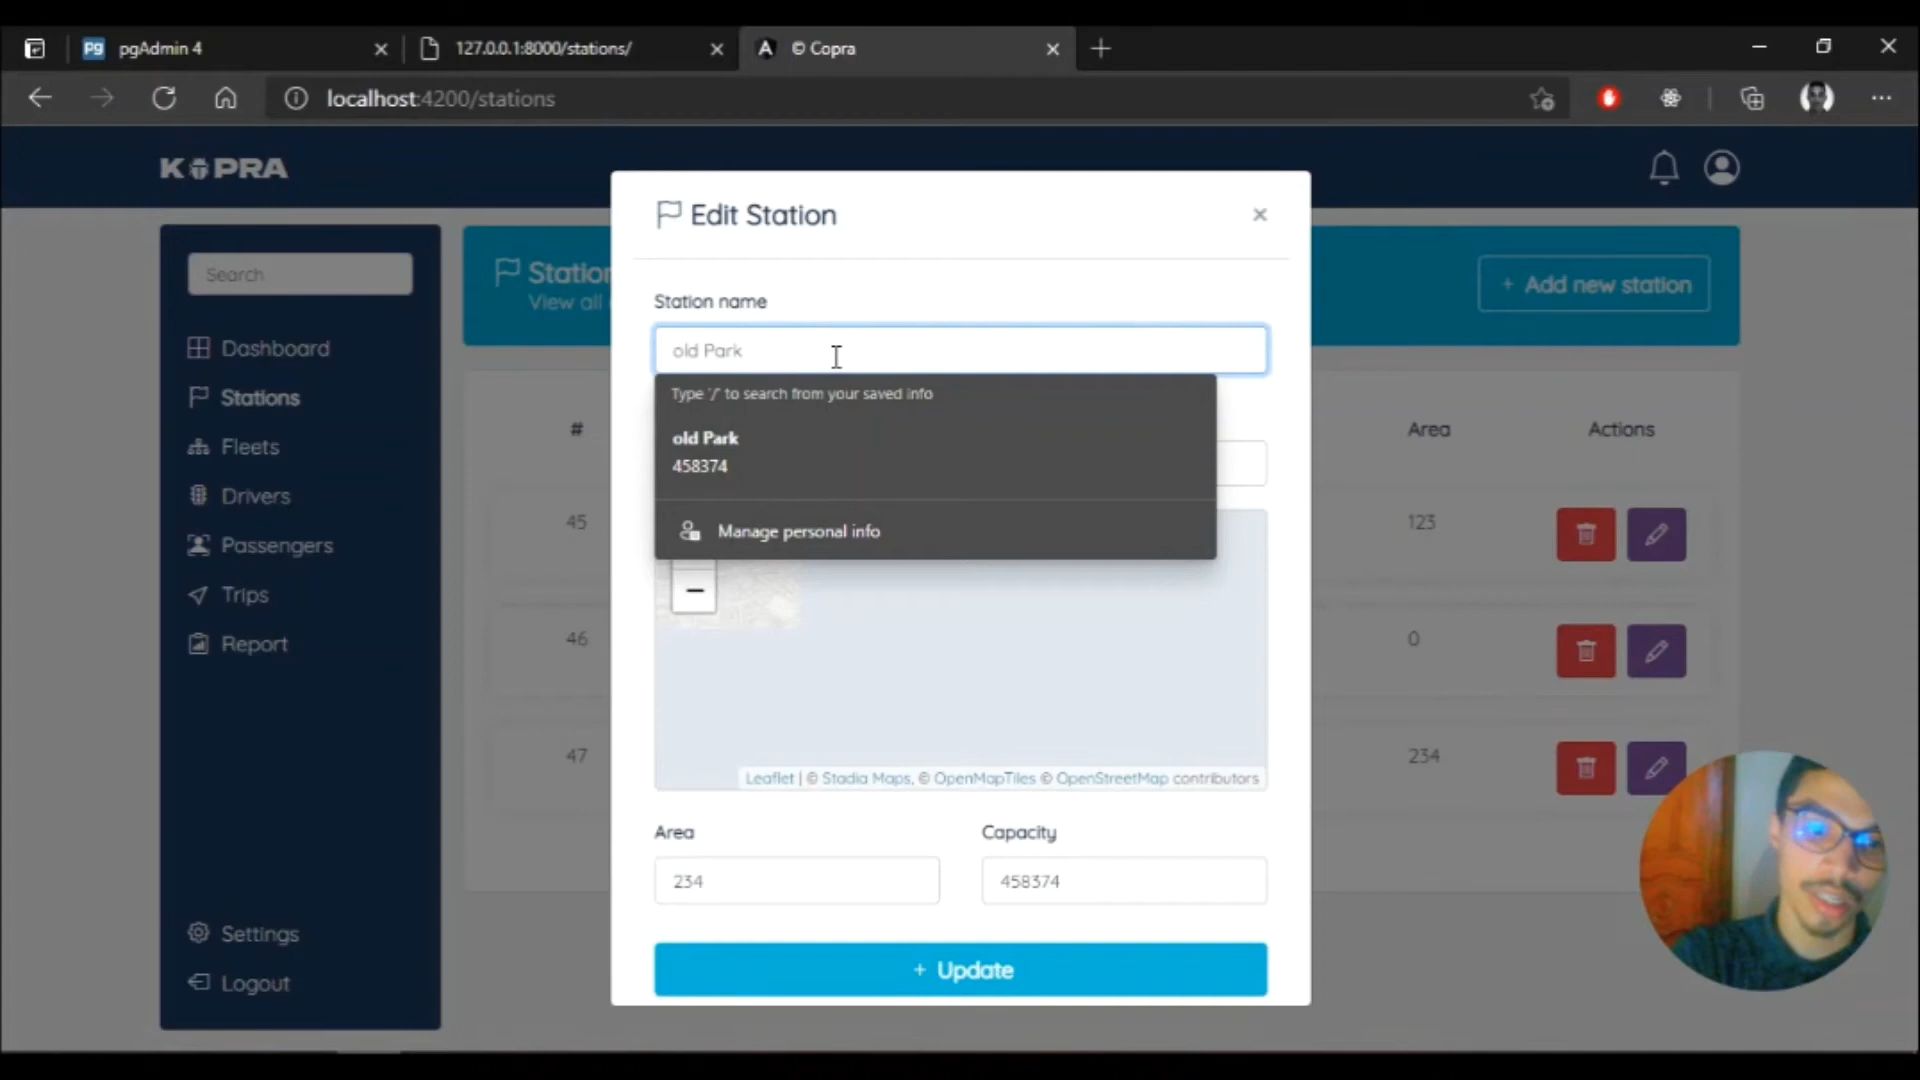 pgAdmin 4
127.0.0.1:8000/stations/
© Copra
localhost:4200/stations
KOPRA
Search
Dashboard
Stations
Fleets
Drivers
Passengers
Trips
Report
Settings
Logout
View all
+ Add new station
#
Area
Actions
45
123
46
0
47
234
Edit Station
×
Station name
old Park
Type '/' to search from your saved info
old Park
458374
Manage personal info
−
Leaflet | © Stadia Maps, © OpenMapTiles © OpenStreetMap contributors
Area
Capacity
234
458374
+ Update